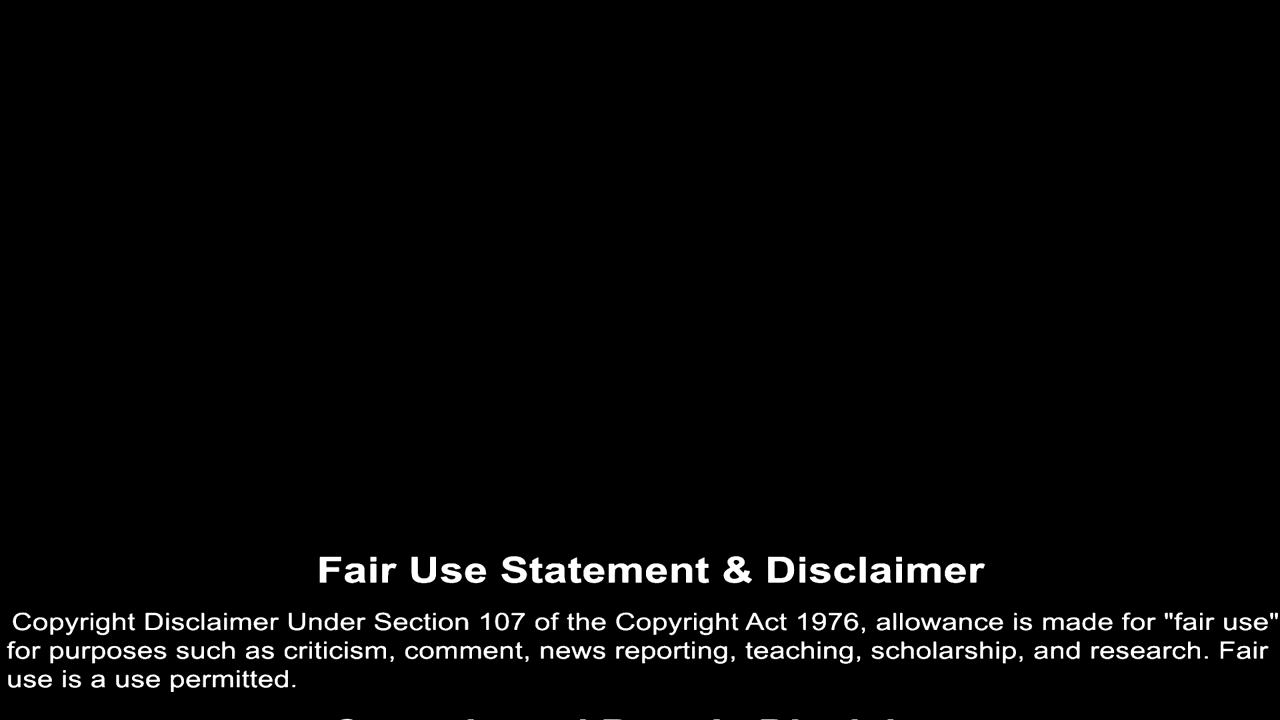 Fair Use Statement & Disclaimer
Copyright Disclaimer Under Section 107 of the Copyright Act 1976, allowance is made for "fair use"
for purposes such as criticism, comment, news reporting, teaching, scholarship, and research. Fair
use is a use permitted.